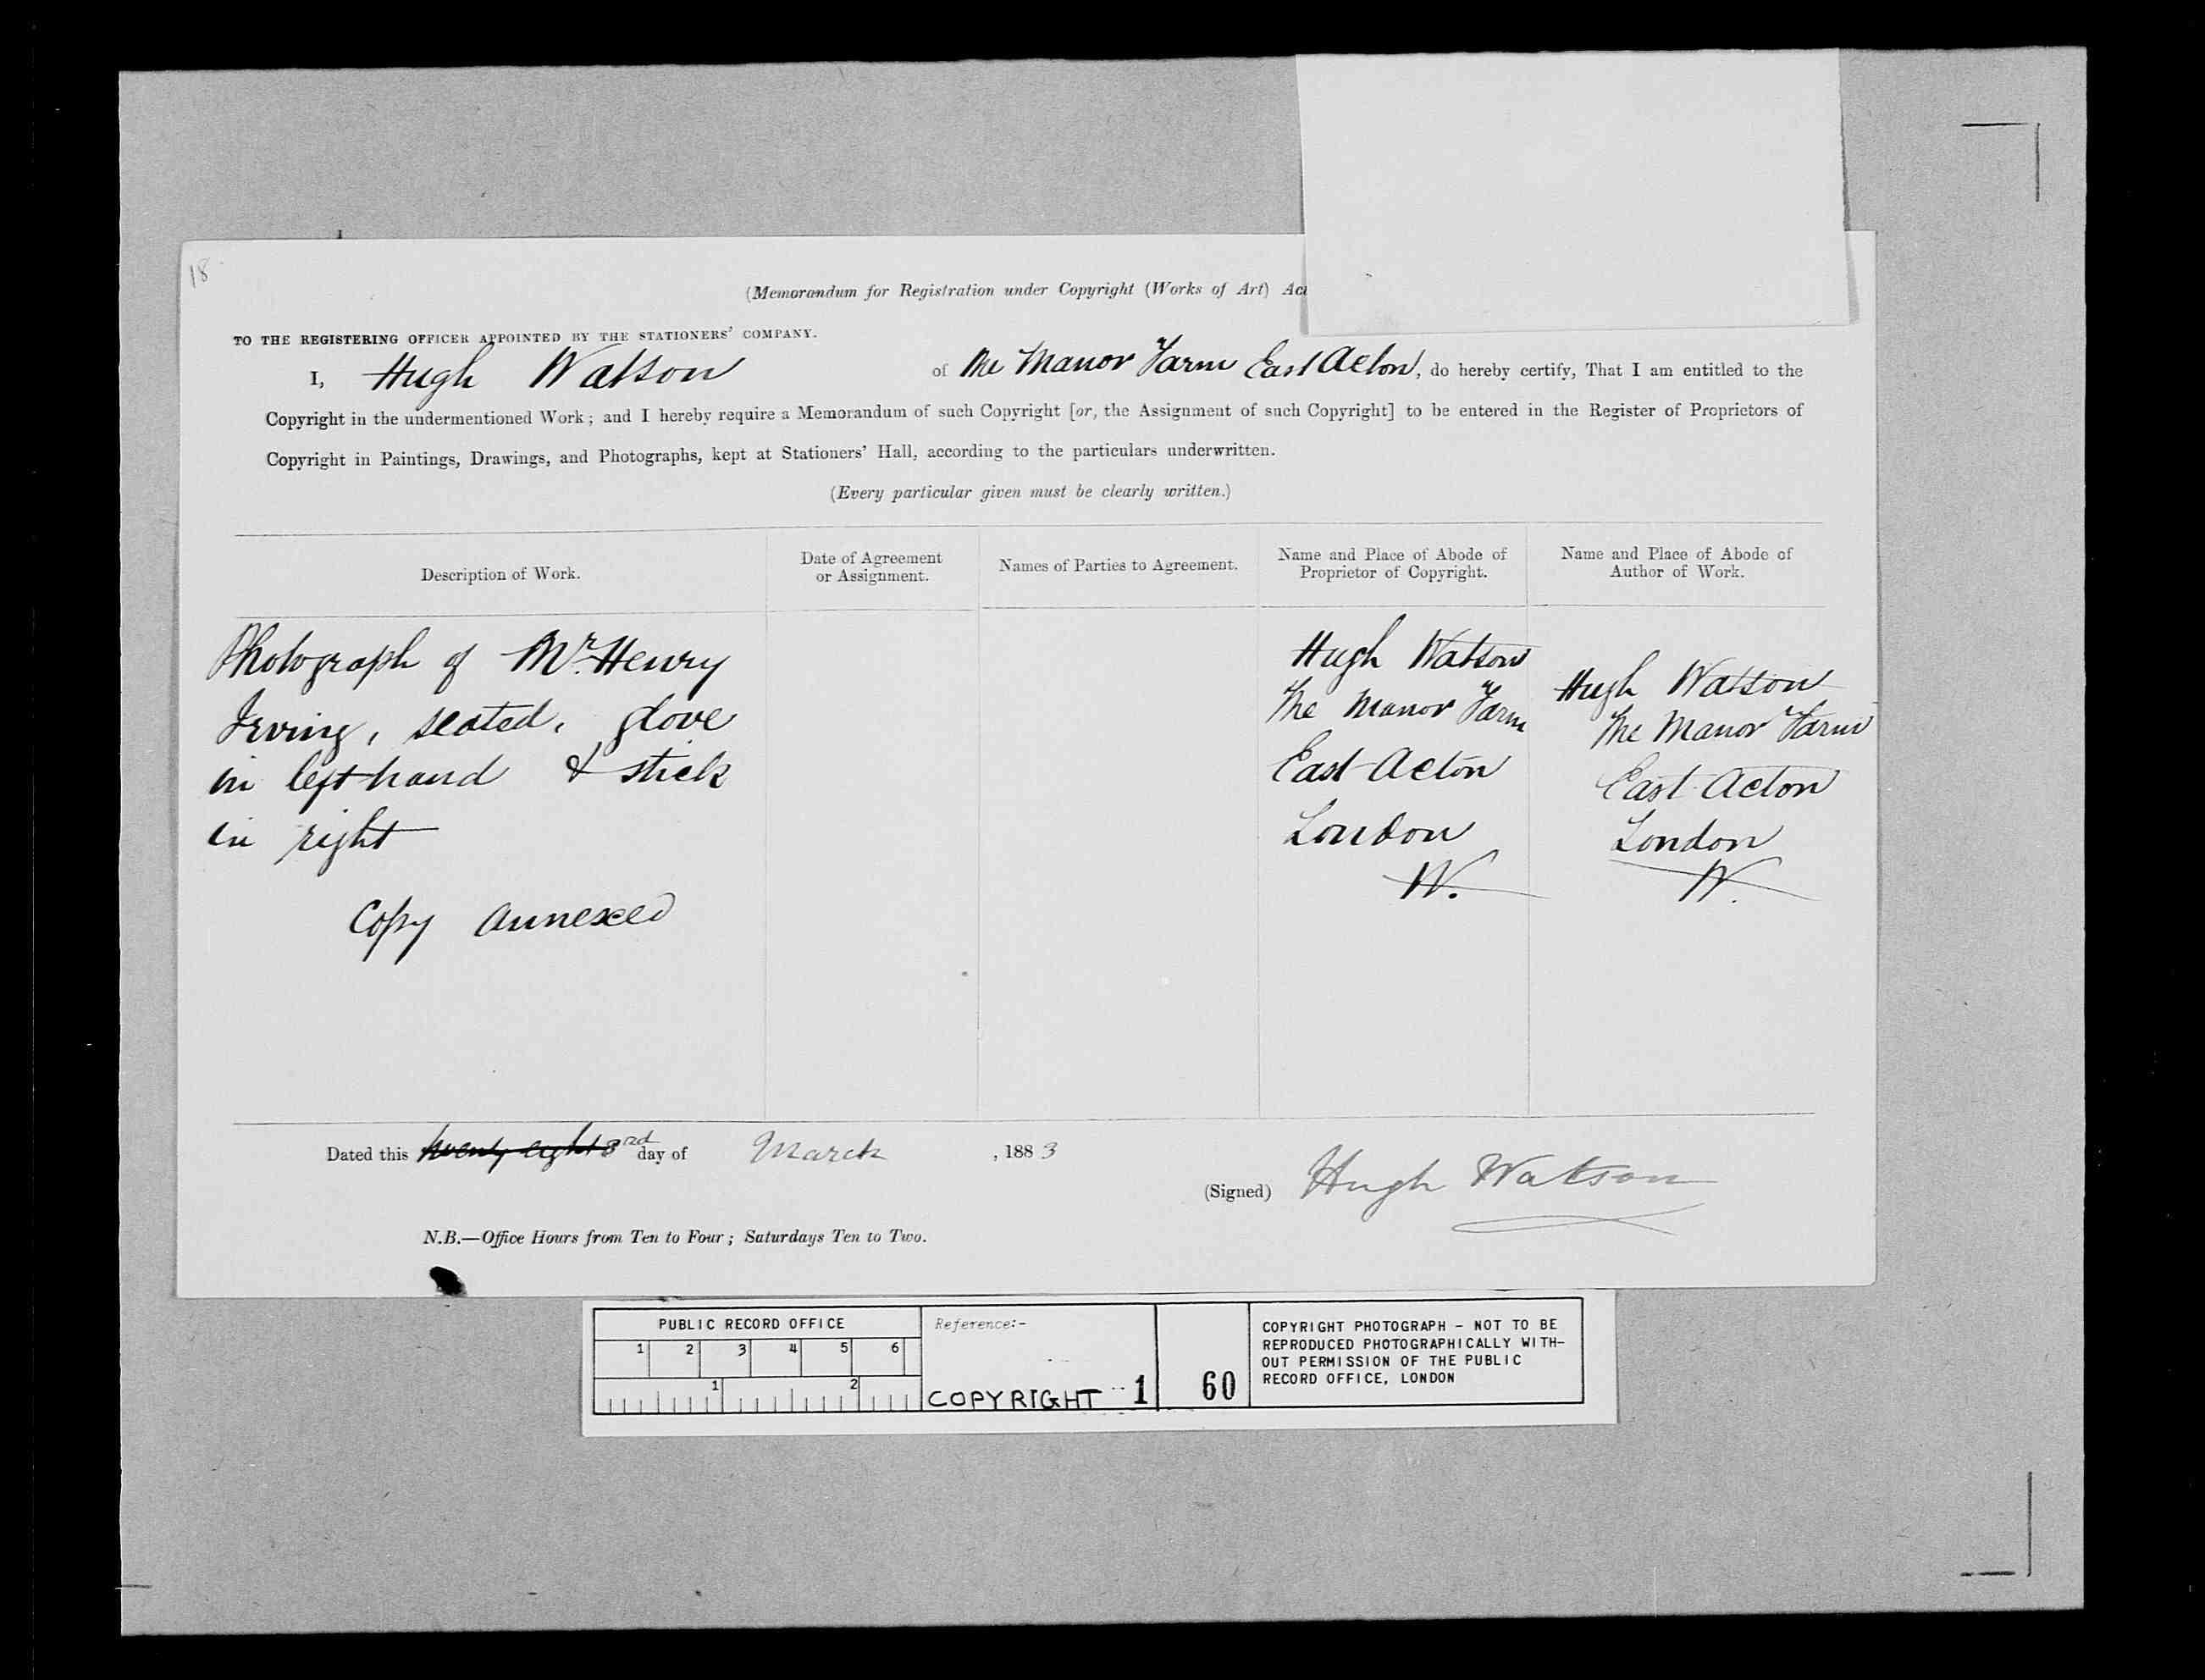 18
(Memorandum for Registration under Copyright (Works of Art) Act
TO THE REGISTERING OFFICER APPOINTED BY THE STATIONERS' COMPANY.
I, Hugh Watson of The Manor Farm East Acton, do hereby certify, That I am entitled to the
Copyright in the undermentioned Work; and I hereby require a Memorandum of such Copyright [or, the Assignment of such Copyright] to be entered in the Register of Proprietors of
Copyright in Paintings, Drawings, and Photographs, kept at Stationers' Hall, according to the particulars underwritten.
(Every particular given must be clearly written.)
Description of Work.
Date of Agreement
or Assignment.
Names of Parties to Agreement.
Name and Place of Abode of
Proprietor of Copyright.
Name and Place of Abode of
Author of Work.
Photograph of Mr. Henry
Irving, seated, glove
in left hand & stick
in right
Copy annexed
Hugh Watson
The Manor Farm
East Acton
London
W.
Hugh Watson
The Manor Farm
East Acton
London
W.
Dated this twenty eight 3rd day of March, 1883
(Signed) Hugh Watson
N.B.—Office Hours from Ten to Four; Saturdays Ten to Two.
PUBLIC RECORD OFFICE
1 2 3 4 5 6
1 2
Reference:-
COPYRIGHT 1
60
COPYRIGHT PHOTOGRAPH - NOT TO BE
REPRODUCED PHOTOGRAPHICALLY WITH-
OUT PERMISSION OF THE PUBLIC
RECORD OFFICE, LONDON